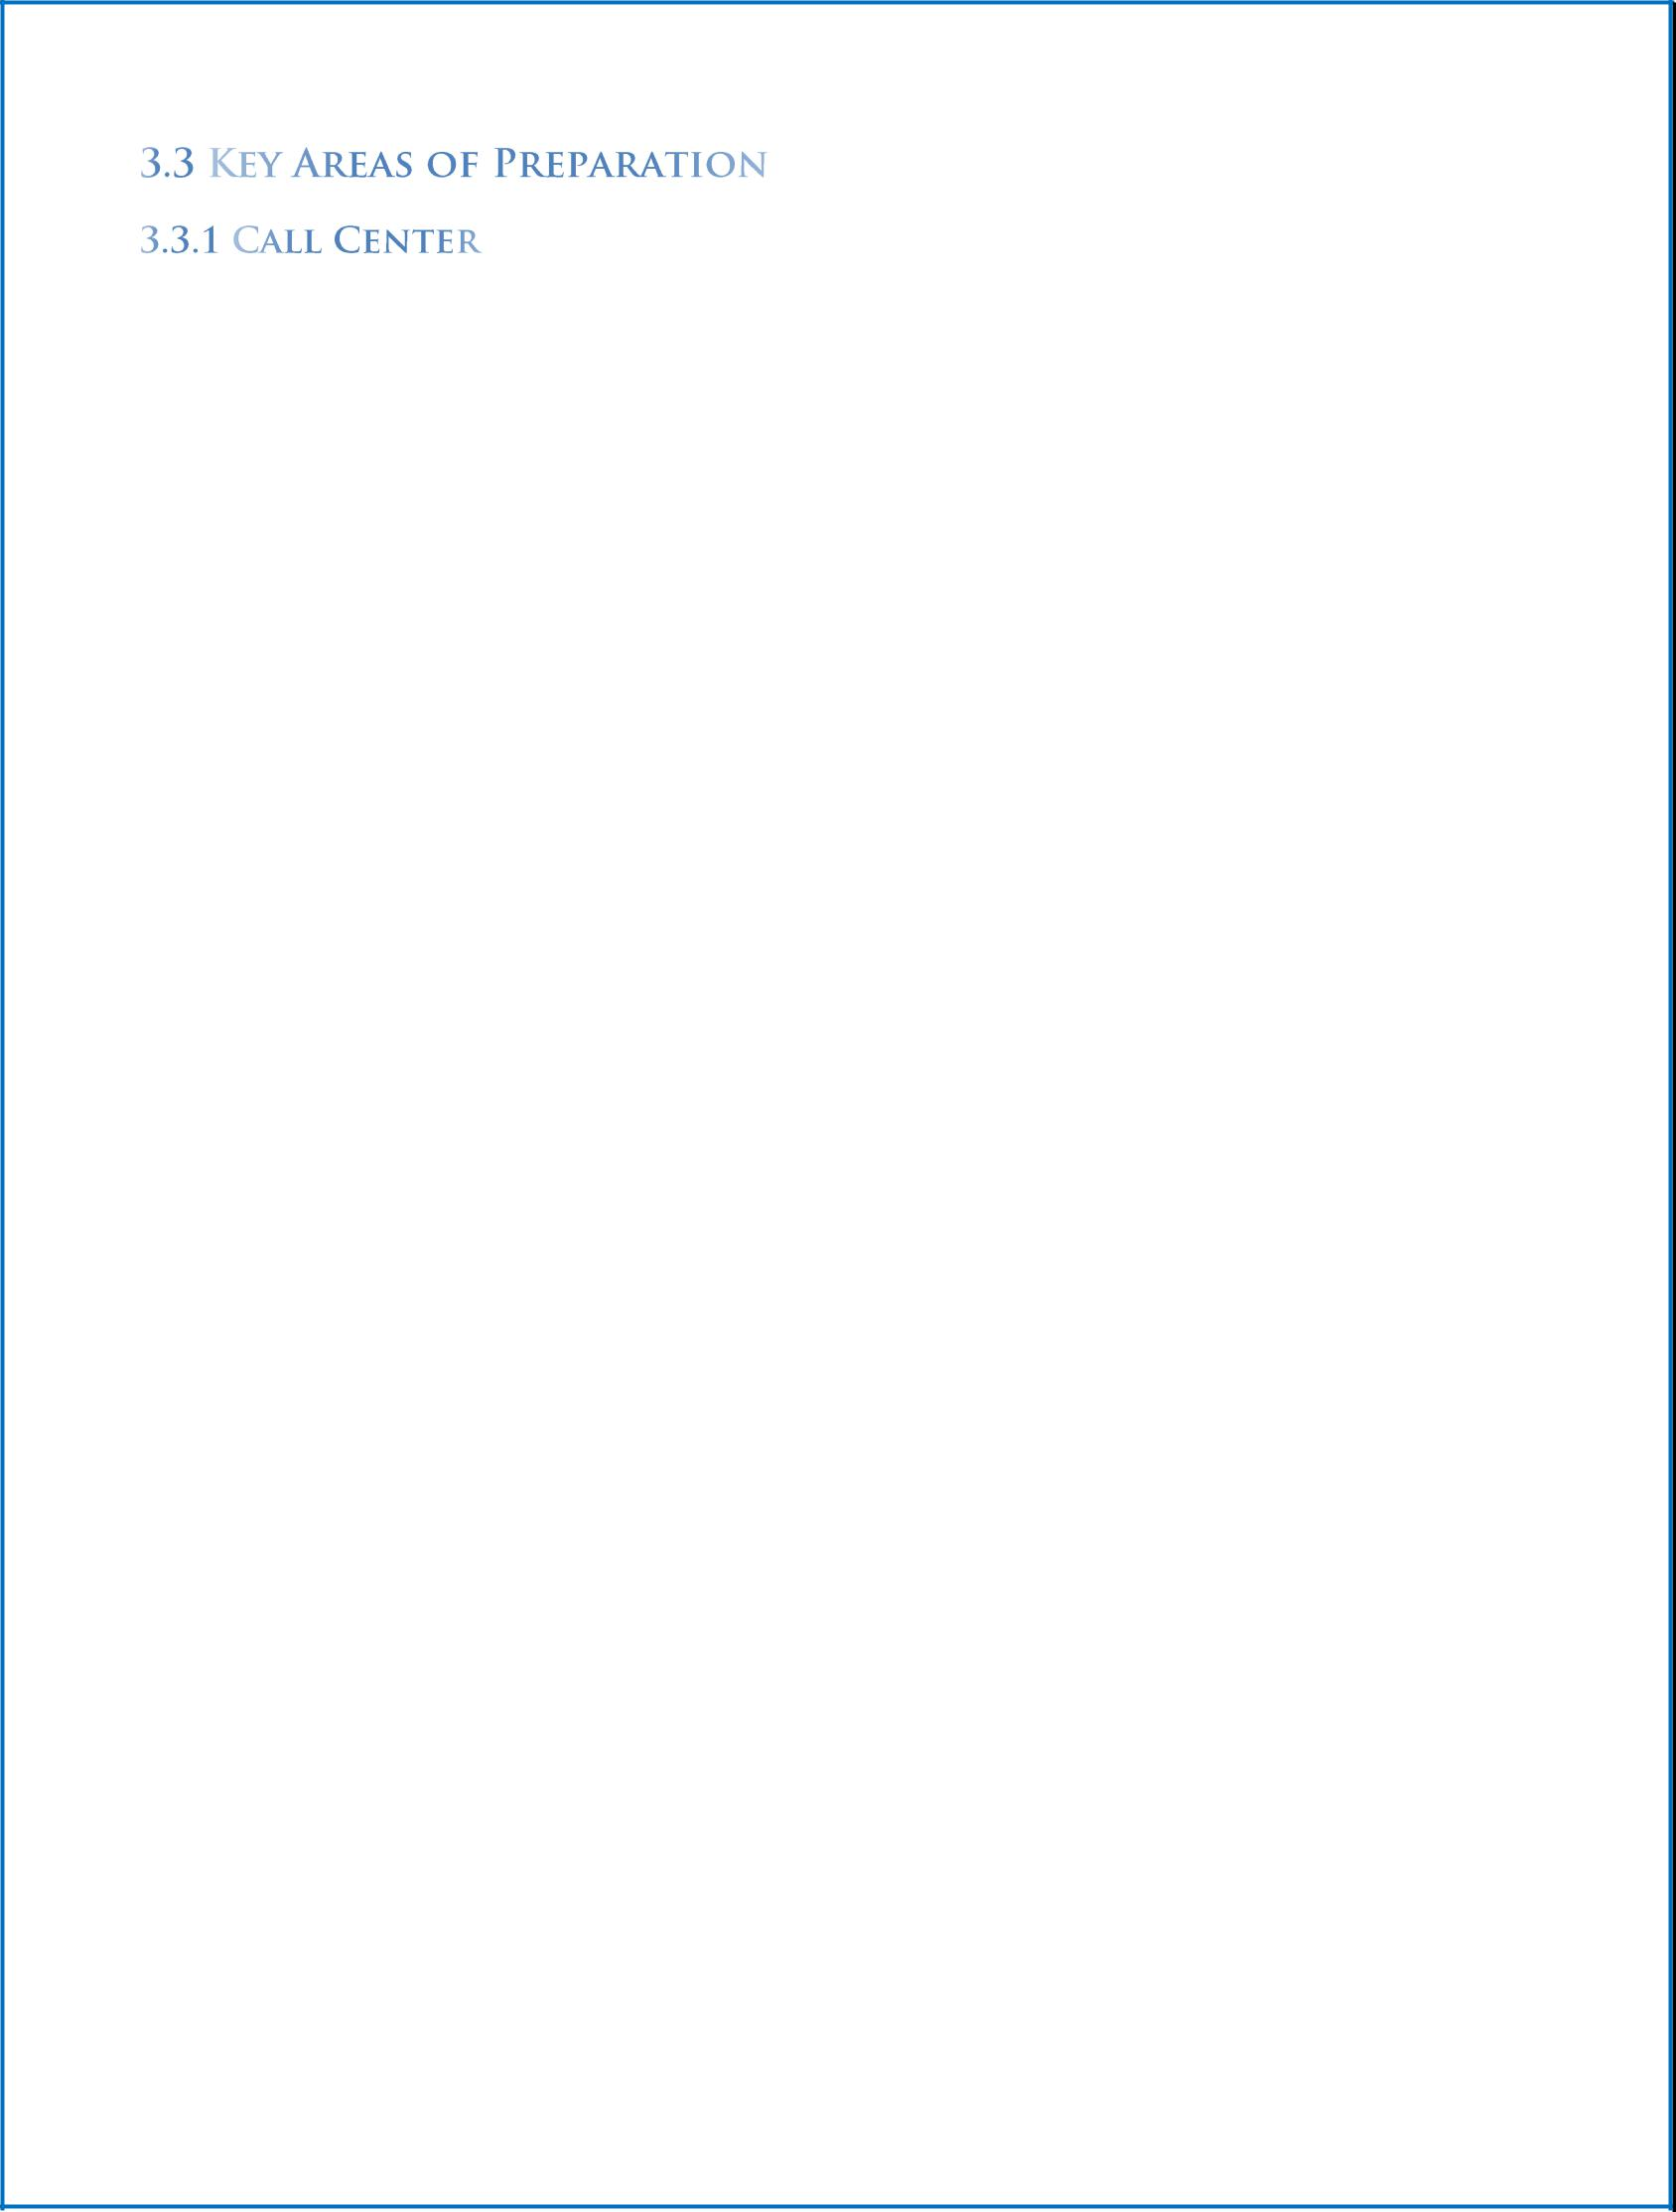 3.3 Key Areas of Preparation
3.3.1 Call Center